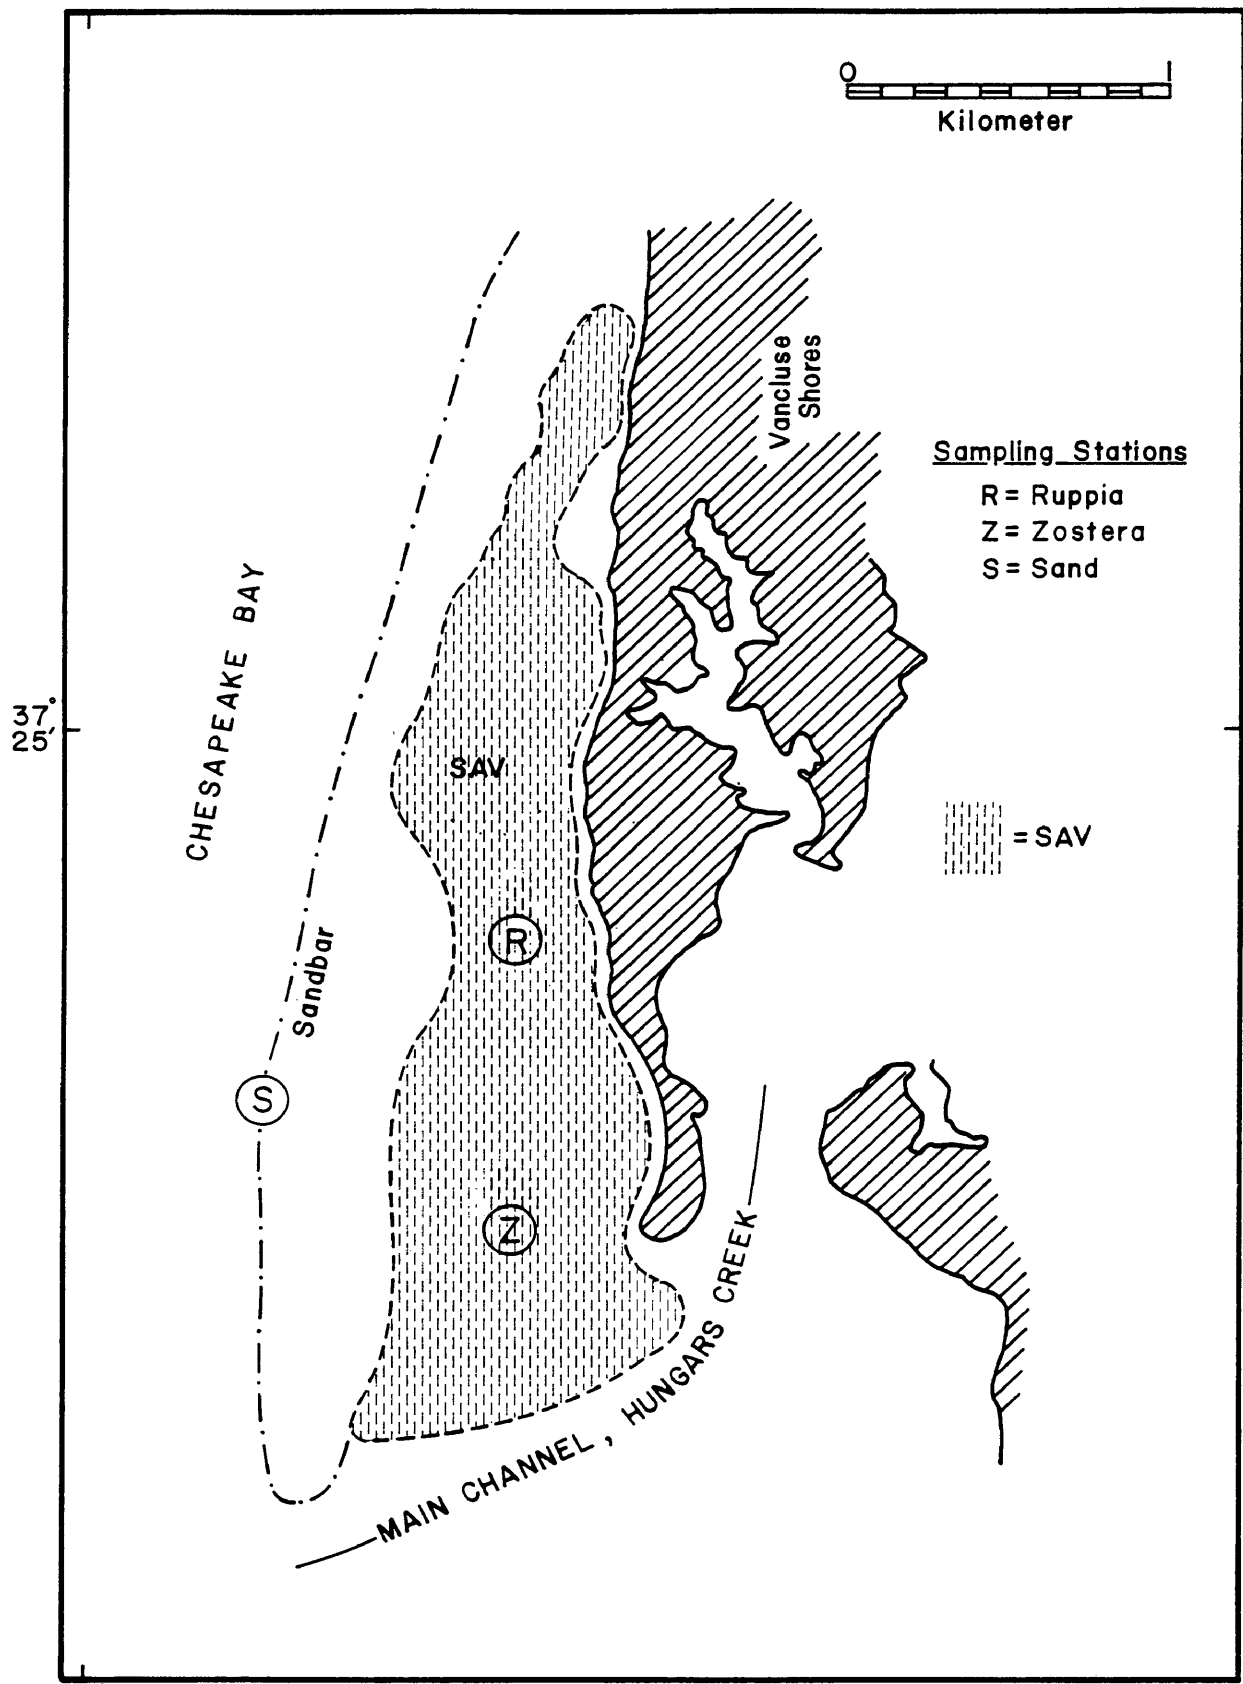 0 1
Kilometer
Vancluse
Shores
Sampling Stations
R = Ruppia
Z = Zostera
S = Sand
CHESAPEAKE BAY
37°
25'
SAV
= SAV
R
Sandbar
S
Z
MAIN CHANNEL, HUNGARS CREEK